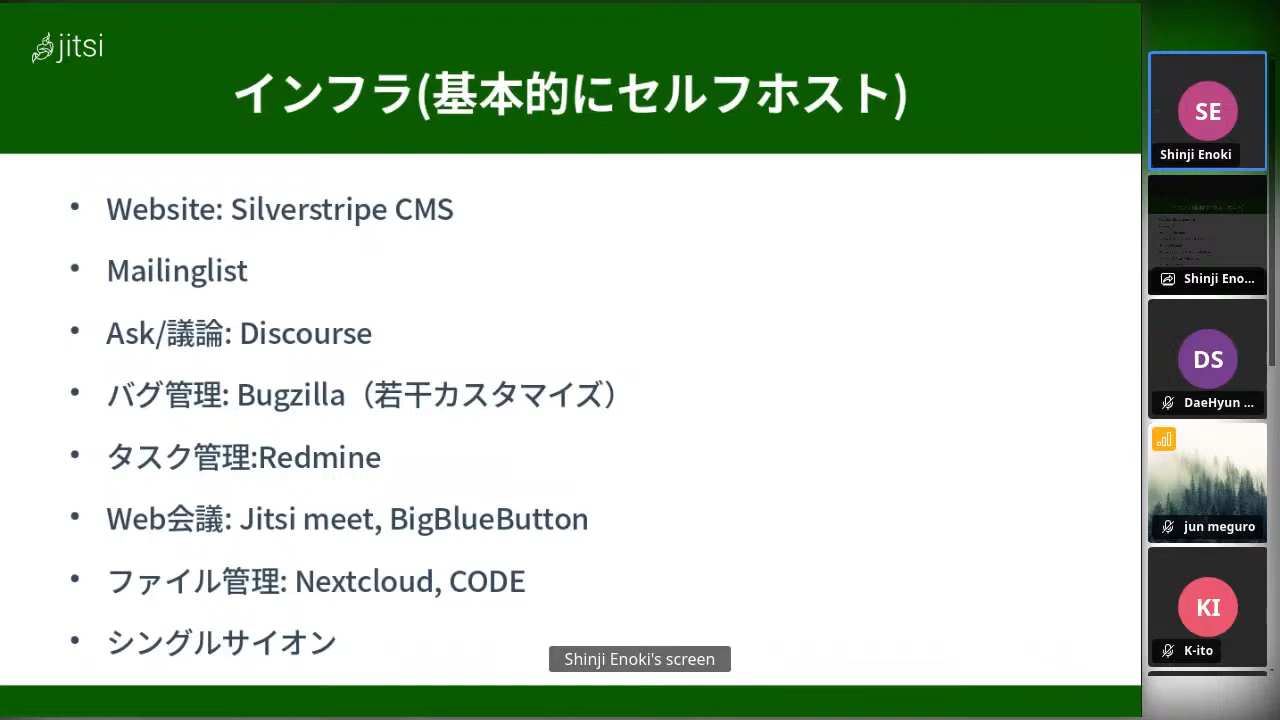 jitsi
インフラ(基本的にセルフホスト)
• Website: Silverstripe CMS
• Mailinglist
• Ask/議論: Discourse
• バグ管理: Bugzilla（若干カスタマイズ）
• タスク管理:Redmine
• Web会議: Jitsi meet, BigBlueButton
• ファイル管理: Nextcloud, CODE
• シングルサイオン
Shinji Enoki's screen
SE
Shinji Enoki
Shinji Eno...
DS
DaeHyun ...
jun meguro
KI
K-ito